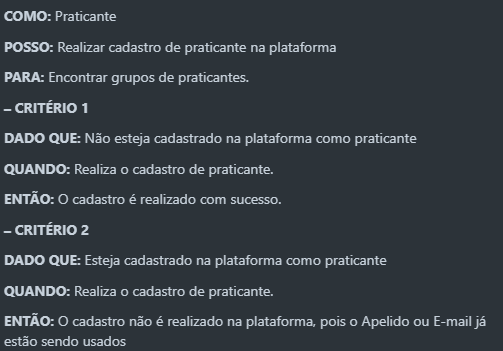 COMO: Praticante
POSSO: Realizar cadastro de praticante na plataforma
PARA: Encontrar grupos de praticantes.
– CRITÉRIO 1
DADO QUE: Não esteja cadastrado na plataforma como praticante
QUANDO: Realiza o cadastro de praticante.
ENTÃO: O cadastro é realizado com sucesso.
– CRITÉRIO 2
DADO QUE: Esteja cadastrado na plataforma como praticante
QUANDO: Realiza o cadastro de praticante.
ENTÃO: O cadastro não é realizado na plataforma, pois o Apelido ou E-mail já
estão sendo usados